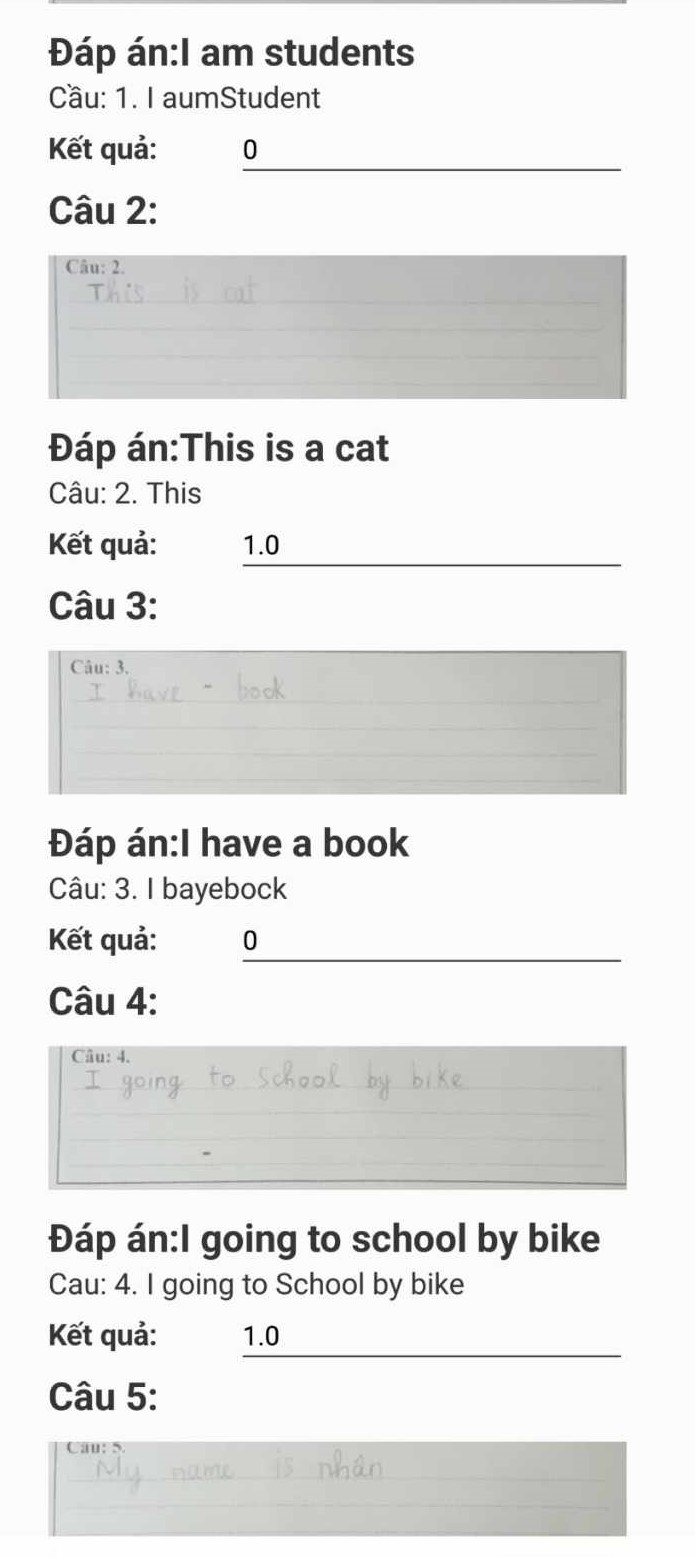 Đáp án:I am students
Cầu: 1. I aumStudent
Kết quả: 0
Câu 2:
Câu: 2.
This is cat
Đáp án:This is a cat
Câu: 2. This
Kết quả: 1.0
Câu 3:
Câu: 3.
I have - book
Đáp án:I have a book
Câu: 3. I bayebock
Kết quả: 0
Câu 4:
Câu: 4.
I going to School by bike
Đáp án:I going to school by bike
Cau: 4. I going to School by bike
Kết quả: 1.0
Câu 5:
Câu: 5.
My name is nhân